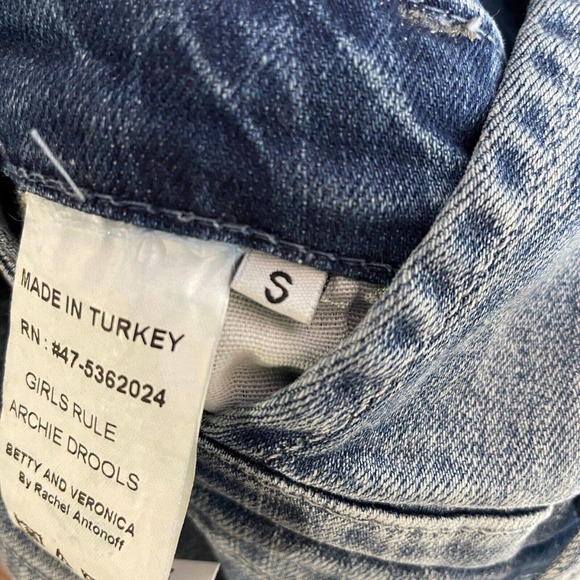 MADE IN TURKEY
RN : #47-5362024
GIRLS RULE
ARCHIE DROOLS
BETTY AND VERONICA
By Rachel Antonoff
S